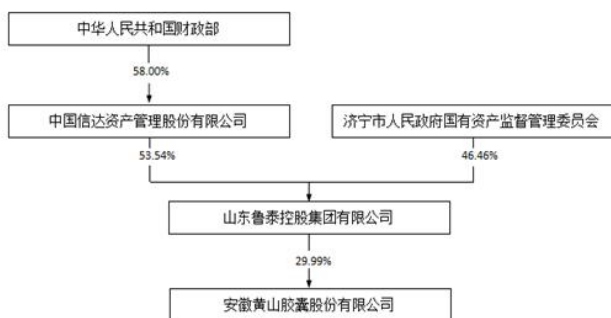 中华人民共和国财政部
58.00%
中国信达资产管理股份有限公司
济宁市人民政府国有资产监督管理委员会
53.54%
46.46%
山东鲁泰控股集团有限公司
29.99%
安徽黄山胶囊股份有限公司